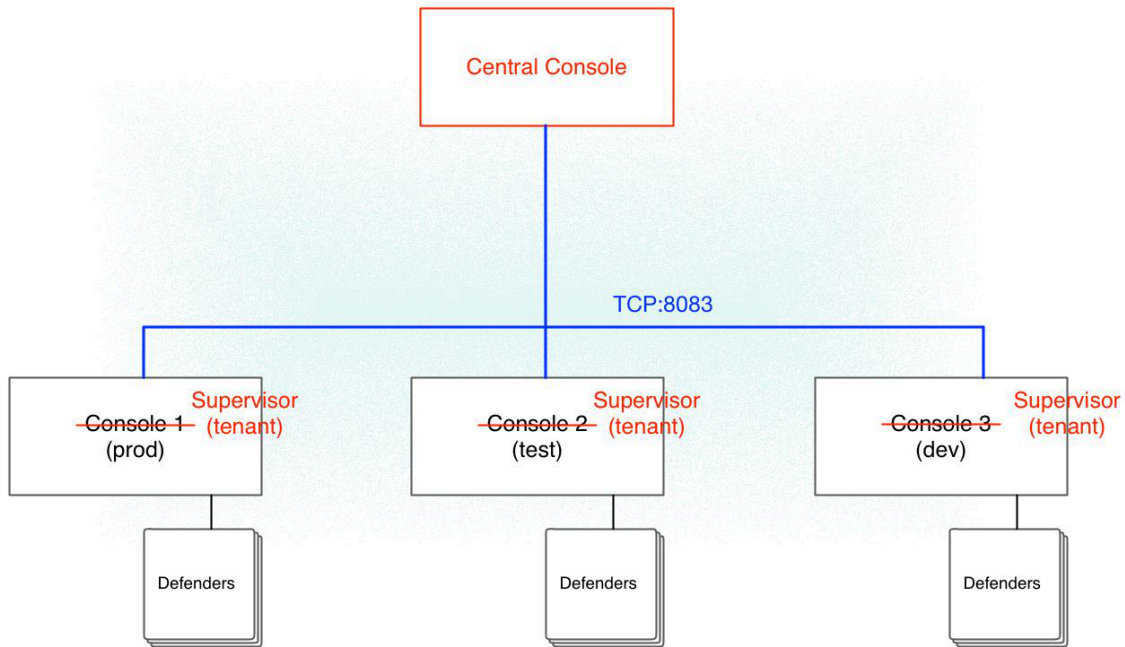 Central Console
TCP:8083
Console 1
Supervisor
(tenant)
(prod)
Console 2
Supervisor
(tenant)
(test)
Console 3
Supervisor
(tenant)
(dev)
Defenders
Defenders
Defenders